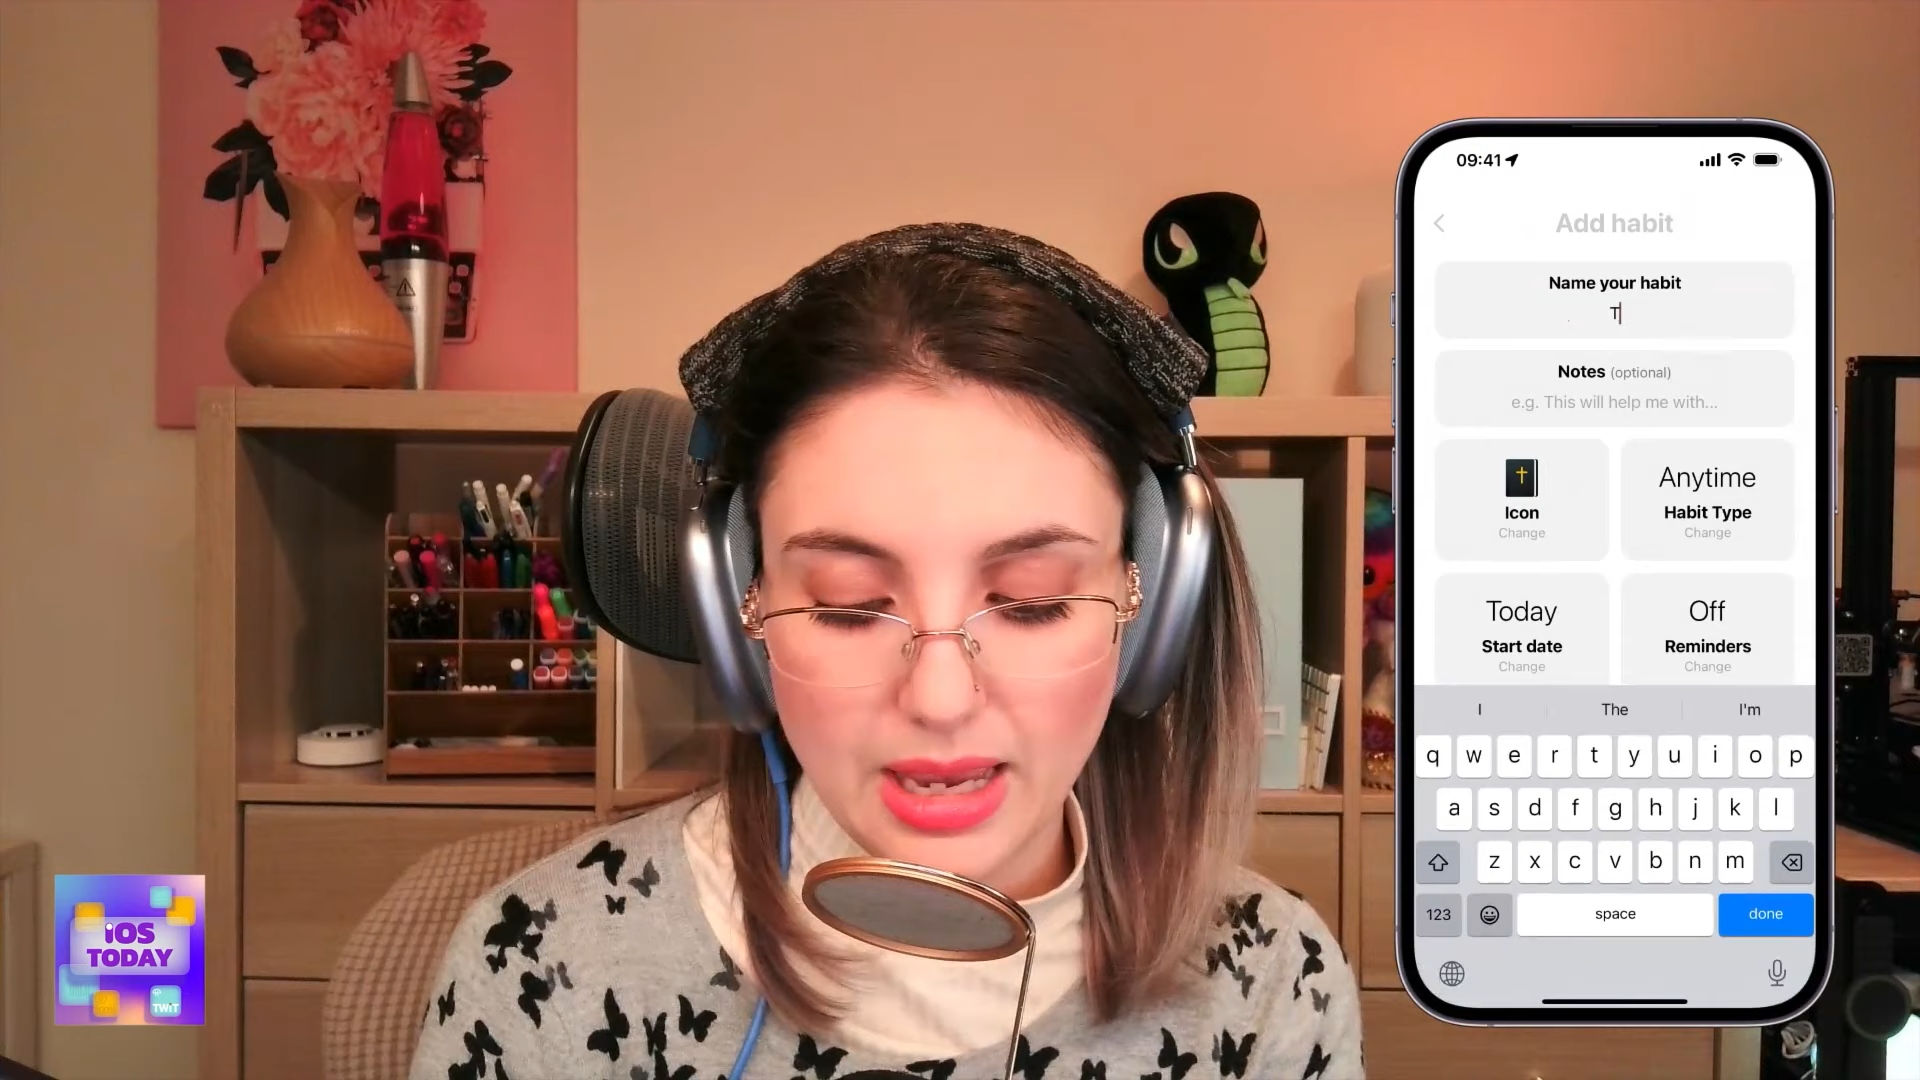 09:41
Add habit
Name your habit
T
Notes (optional)
e.g. This will help me with...
Icon
Change
Anytime
Habit Type
Change
Today
Start date
Change
Off
Reminders
Change
I The I'm
q w e r t y u i o p
a s d f g h j k l
z x c v b n m
123 space done
iOS
TODAY
TWiT